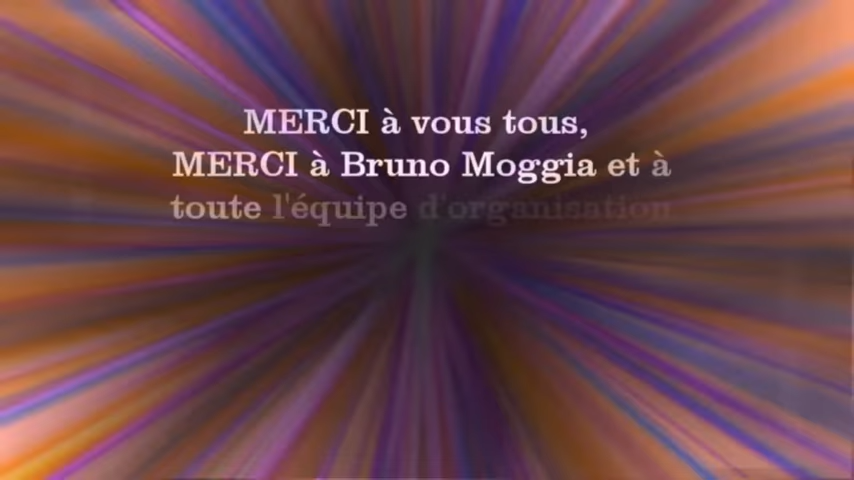 MERCI à vous tous,
MERCI à Bruno Moggia et à
toute l'équipe d'organisation